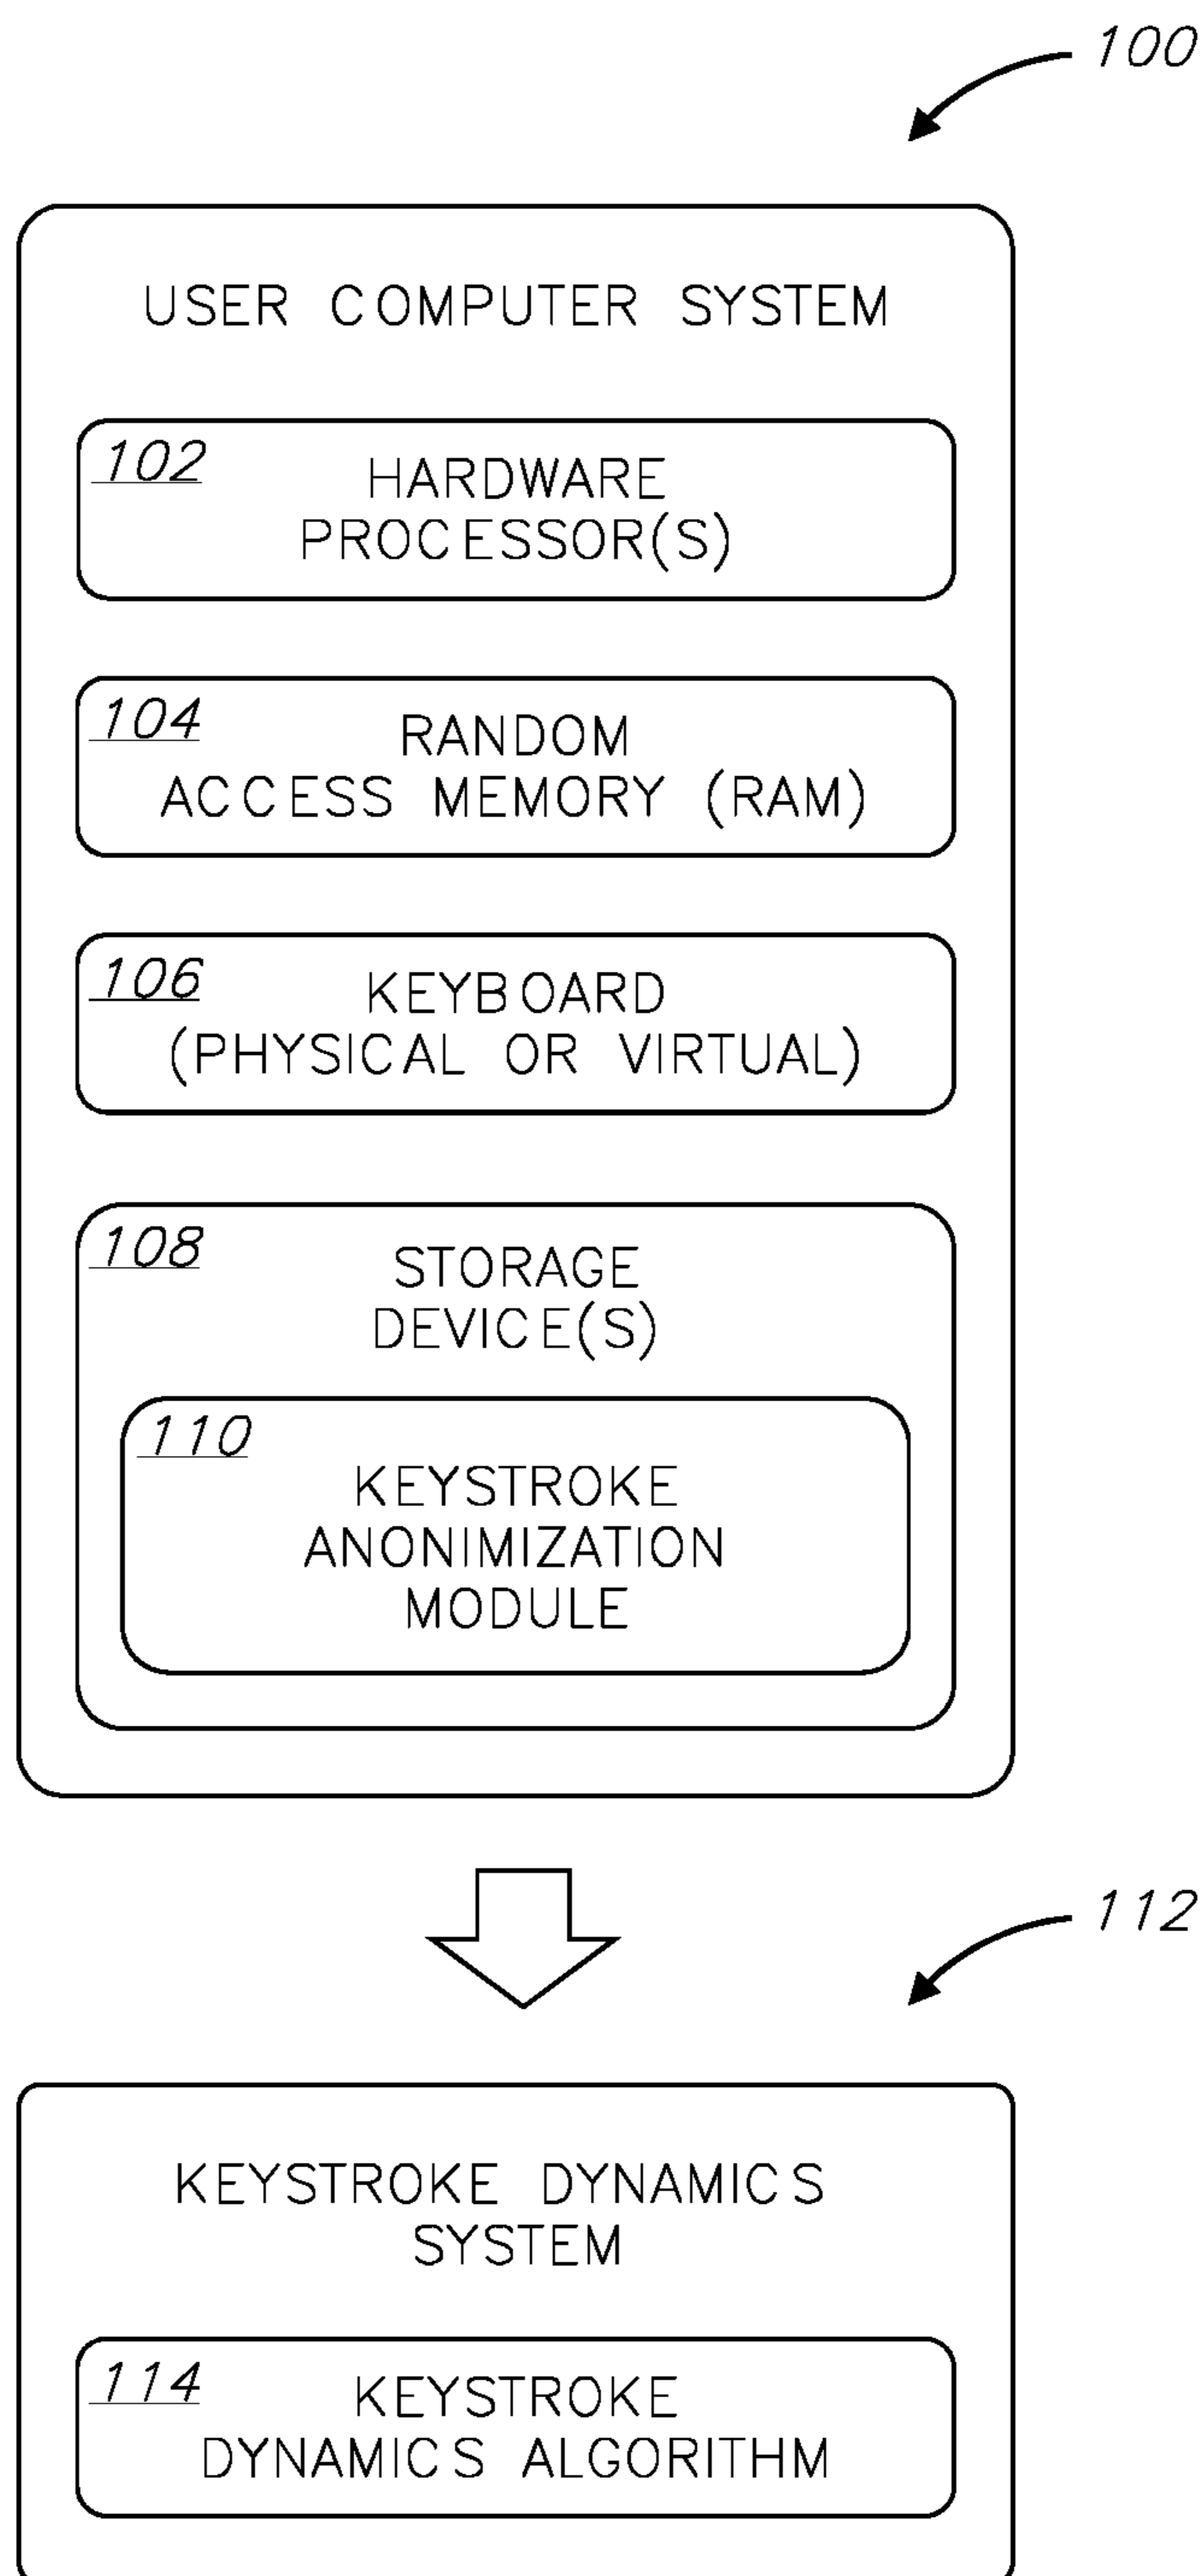 100
USER COMPUTER SYSTEM
102
HARDWARE
PROCESSOR(S)
104
RANDOM
ACCESS MEMORY (RAM)
106
KEYBOARD
(PHYSICAL OR VIRTUAL)
108
STORAGE
DEVICE(S)
110
KEYSTROKE
ANONIMIZATION
MODULE
112
KEYSTROKE DYNAMICS
SYSTEM
114
KEYSTROKE
DYNAMICS ALGORITHM